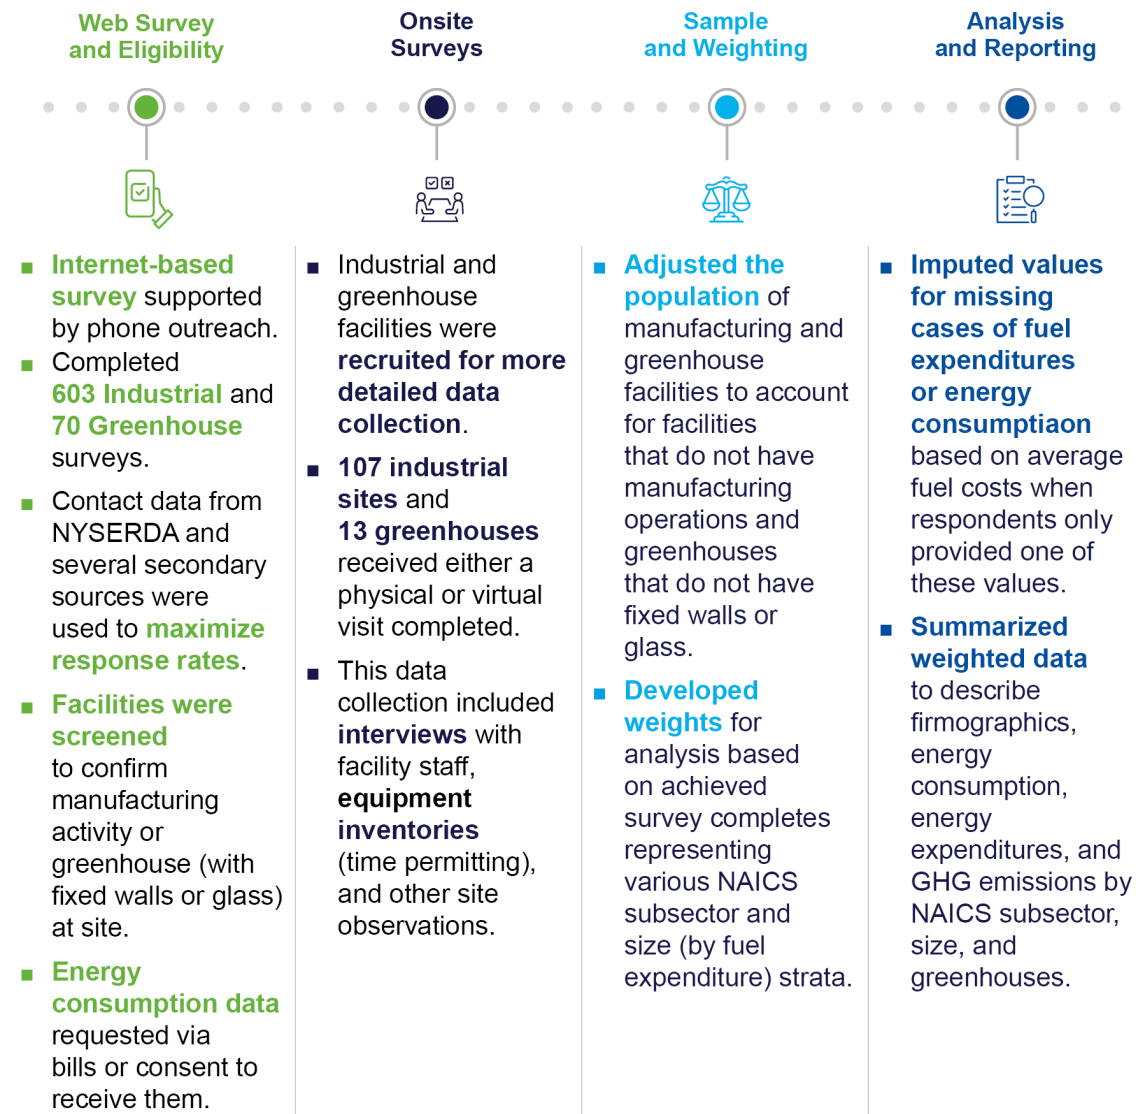 Web Survey
and Eligibility
■ Internet-based
survey supported
by phone outreach.
■ Completed
603 Industrial and
70 Greenhouse
surveys.
■ Contact data from
NYSERDA and
several secondary
sources were
used to maximize
response rates.
■ Facilities were
screened
to confirm
manufacturing
activity or
greenhouse (with
fixed walls or glass)
at site.
■ Energy
consumption data
requested via
bills or consent to
receive them.
Onsite
Surveys
■ Industrial and
greenhouse
facilities were
recruited for more
detailed data
collection.
■ 107 industrial
sites and
13 greenhouses
received either a
physical or virtual
visit completed.
■ This data
collection included
interviews with
facility staff,
equipment
inventories
(time permitting),
and other site
observations.
Sample
and Weighting
■ Adjusted the
population of
manufacturing and
greenhouse
facilities to account
for facilities
that do not have
manufacturing
operations and
greenhouses
that do not have
fixed walls or
glass.
■ Developed
weights for
analysis based
on achieved
survey completes
representing
various NAICS
subsector and
size (by fuel
expenditure) strata.
Analysis
and Reporting
■ Imputed values
for missing
cases of fuel
expenditures
or energy
consumptiaon
based on average
fuel costs when
respondents only
provided one of
these values.
■ Summarized
weighted data
to describe
firmographics,
energy
consumption,
energy
expenditures, and
GHG emissions by
NAICS subsector,
size, and
greenhouses.